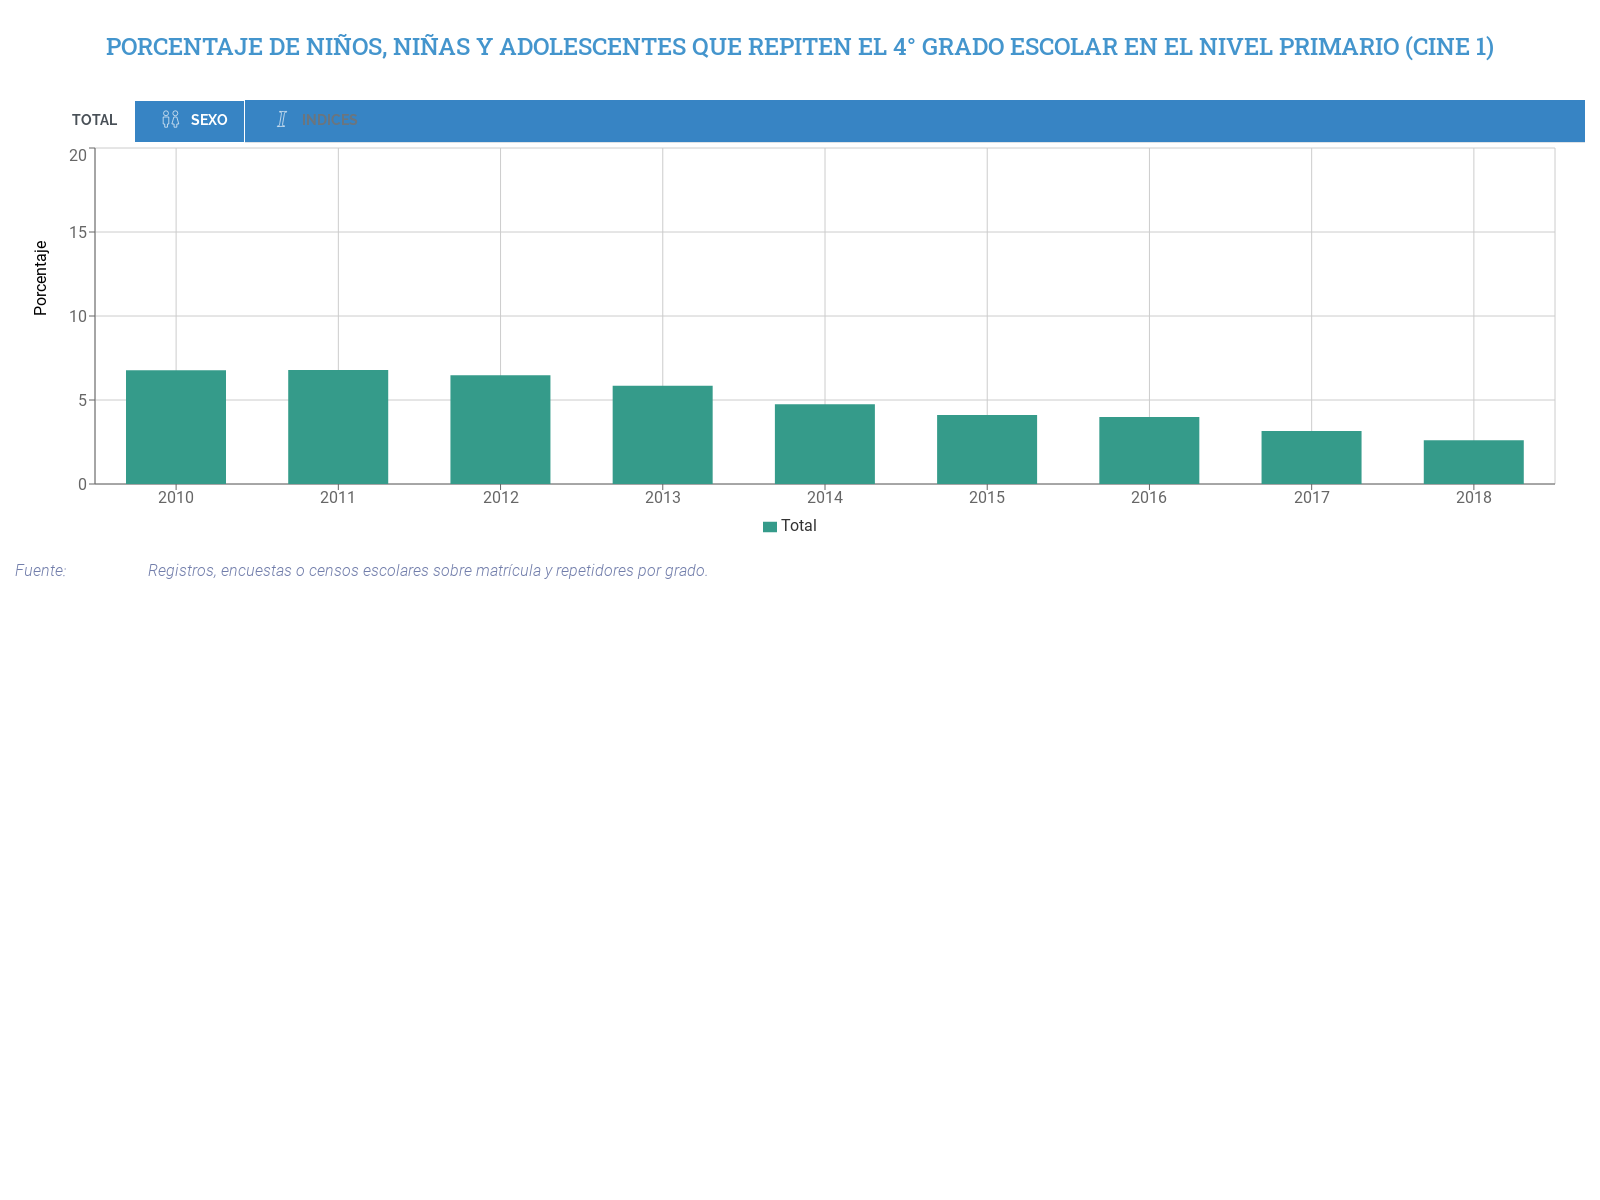 PORCENTAJE DE NIÑOS, NIÑAS Y ADOLESCENTES QUE REPITEN EL 4° GRADO ESCOLAR EN EL NIVEL PRIMARIO (CINE 1)
TOTAL SEXO INDICES
Porcentaje
20
15
10
5
0
2010 2011 2012 2013 2014 2015 2016 2017 2018
Total
Fuente: Registros, encuestas o censos escolares sobre matrícula y repetidores por grado.